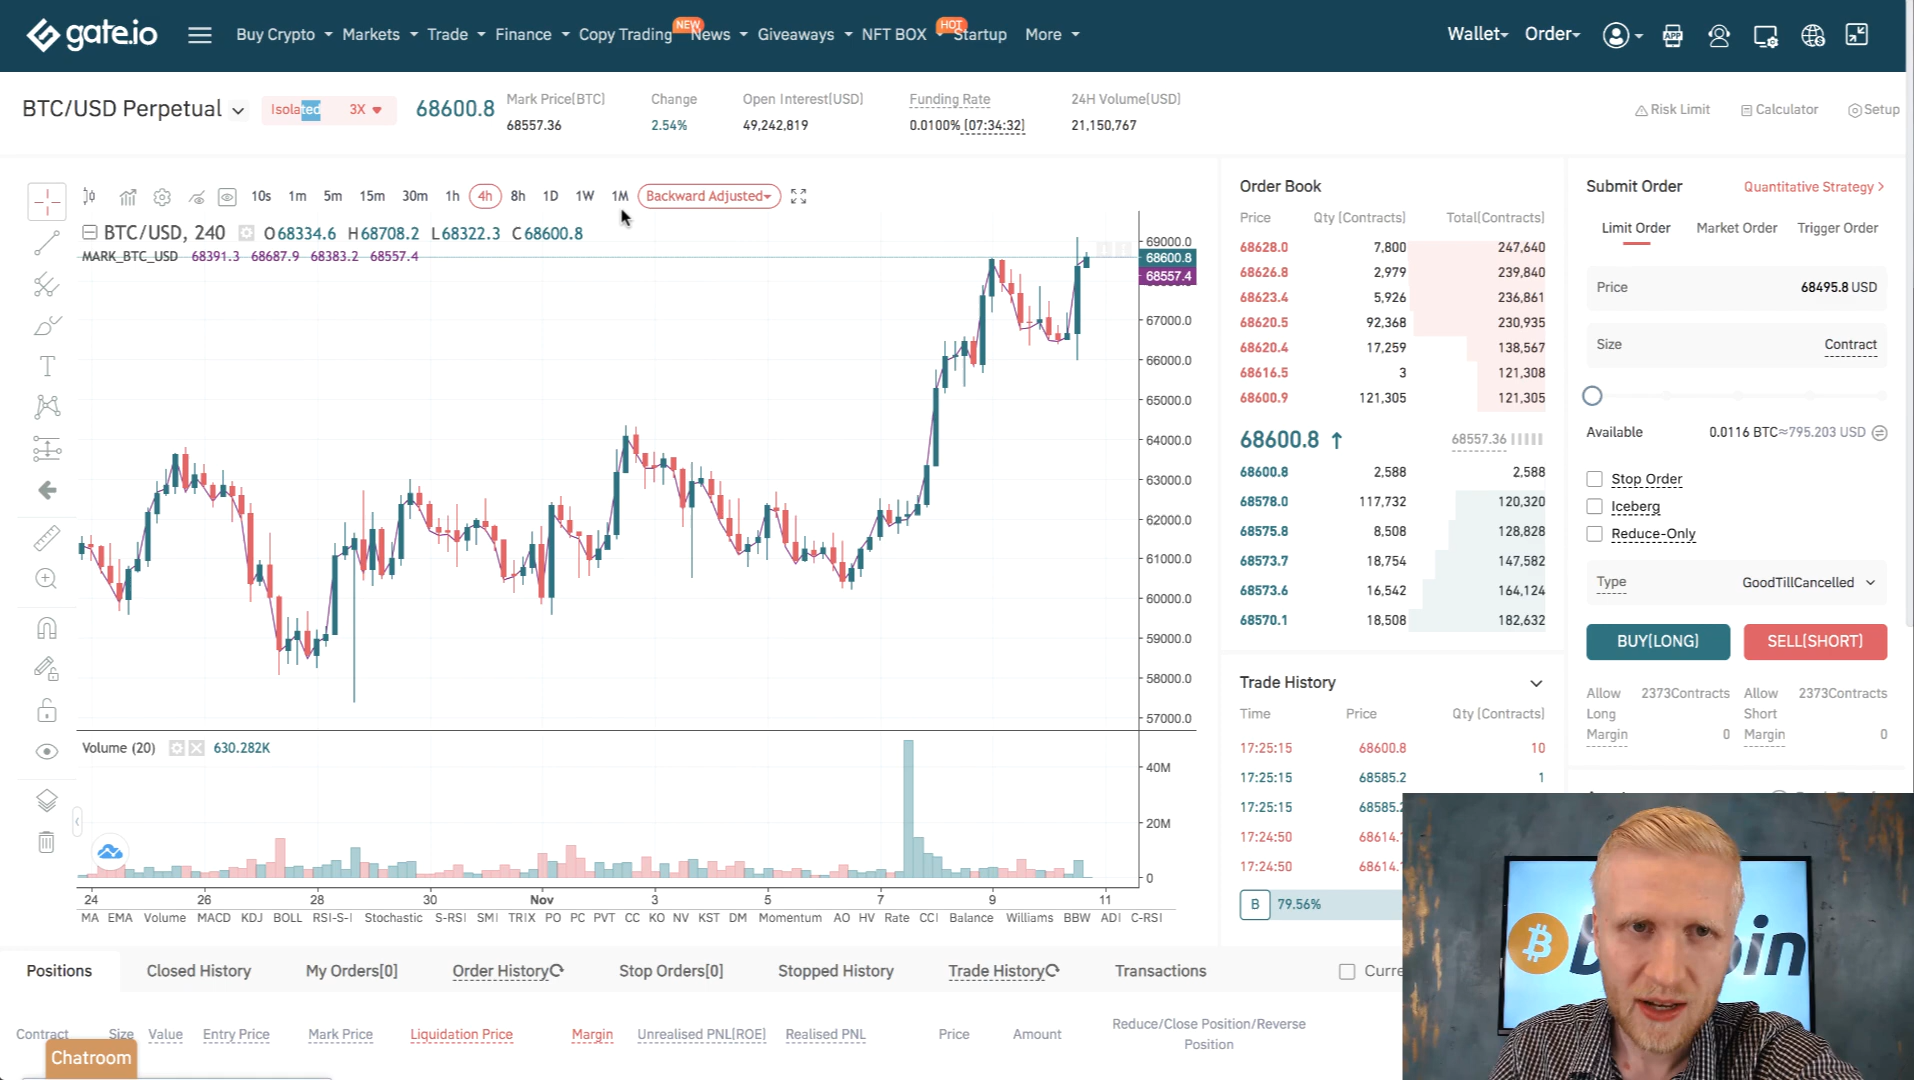 gate.io Buy Crypto Markets Trade Finance Copy Trading NEW News Giveaways NFT BOX HOT Startup More Wallet Order APP
BTC/USD Perpetual Isolated 3X 68600.8
Mark Price(BTC) Change Open Interest(USD) Funding Rate 24H Volume(USD)
68557.36 2.54% 49,242,819 0.0100% [07:34:32] 21,150,767
Risk Limit Calculator Setup
10s 1m 5m 15m 30m 1h 4h 8h 1D 1W 1M Backward Adjusted
BTC/USD, 240 O68334.6 H68708.2 L68322.3 C68600.8
MARK_BTC_USD 68391.3 68687.9 68383.2 68557.4
69000.0
68600.8
68557.4
67000.0
66000.0
65000.0
64000.0
63000.0
62000.0
61000.0
60000.0
59000.0
58000.0
57000.0
Volume (20) 630.282K
40M
20M
0
24 26 28 30 Nov 3 5 7 9 11
MA EMA Volume MACD KDJ BOLL RSI-S-I Stochastic S-RSI SMI TRIX PO PC PVT CC KO NV KST DM Momentum AO HV Rate CCI Balance Williams BBW ADI C-RSI
Order Book
Price Qty (Contracts) Total(Contracts)
68628.0 7,800 247,640
68626.8 2,979 239,840
68623.4 5,926 236,861
68620.5 92,368 230,935
68620.4 17,259 138,567
68616.5 3 121,308
68600.9 121,305 121,305
68600.8 ↑ 68557.36
68600.8 2,588 2,588
68578.0 117,732 120,320
68575.8 8,508 128,828
68573.7 18,754 147,582
68573.6 16,542 164,124
68570.1 18,508 182,632
Trade History
Time Price Qty (Contracts)
17:25:15 68600.8 10
17:25:15 68585.2 1
17:25:15 68585.2
17:24:50 68614.
17:24:50 68614.
B 79.56%
Submit Order Quantitative Strategy >
Limit Order Market Order Trigger Order
Price 68495.8 USD
Size Contract
Available 0.0116 BTC≈795.203 USD
Stop Order
Iceberg
Reduce-Only
Type GoodTillCancelled
BUY(LONG) SELL(SHORT)
Allow 2373Contracts Allow 2373Contracts
Long Short
Margin 0 Margin 0
Positions Closed History My Orders[0] Order History Stop Orders[0] Stopped History Trade History Transactions Curre
Contract Size Value Entry Price Mark Price Liquidation Price Margin Unrealised PNL(ROE) Realised PNL Price Amount Reduce/Close Position/Reverse
Position
Chatroom